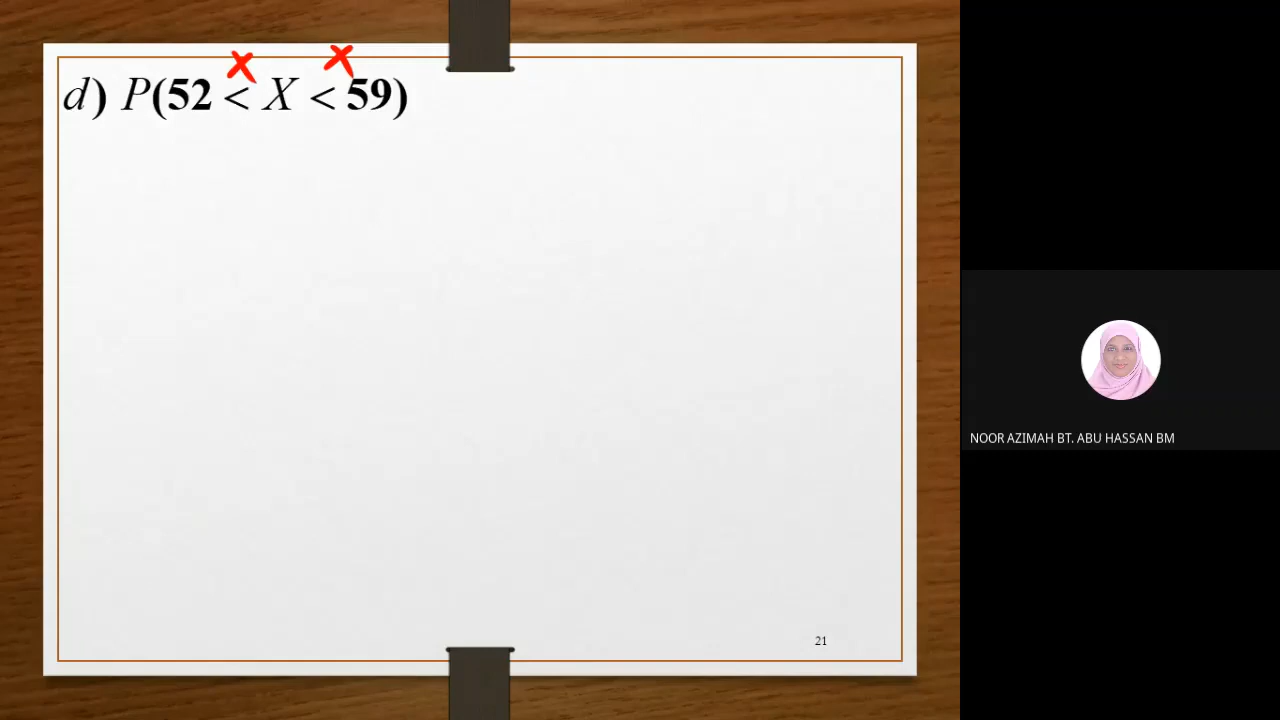 d) P(52 < X < 59)
NOOR AZIMAH BT. ABU HASSAN BM
21